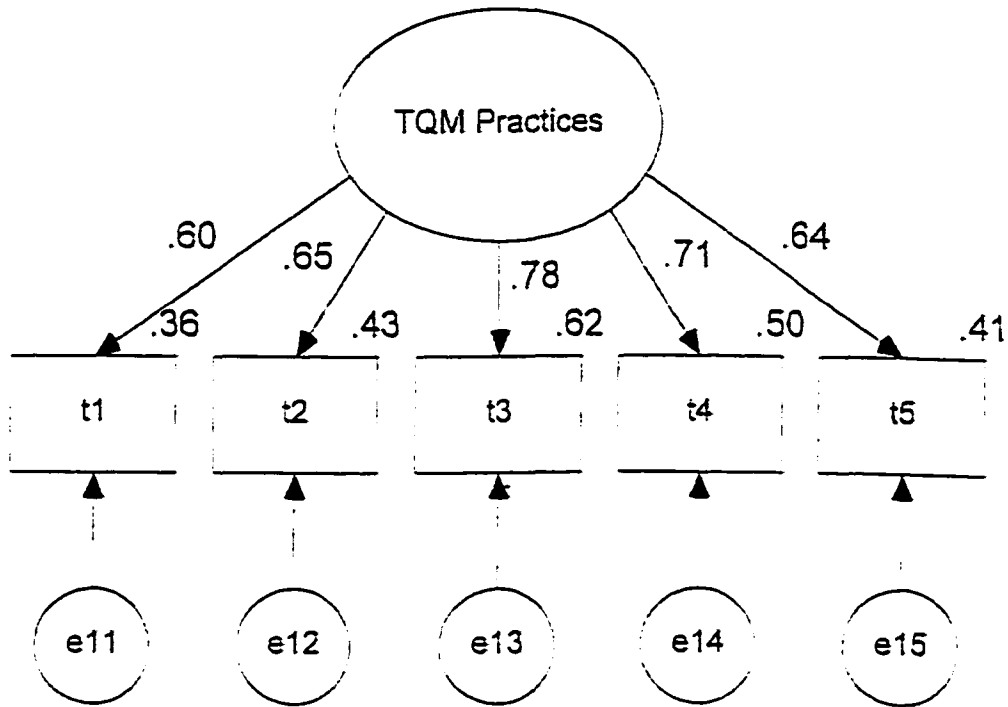 TQM Practices
.60 .65 .78 .71 .64
.36 .43 .62 .50 .41
t1 t2 t3 t4 t5
e11 e12 e13 e14 e15